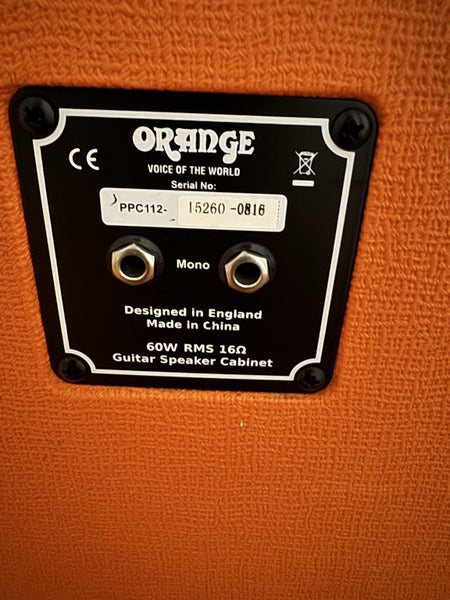 ORANGE
CE
VOICE OF THE WORLD
Serial No:
PPC112- 15260-0816
Mono
Designed in England
Made in China
60W RMS 16Ω
Guitar Speaker Cabinet